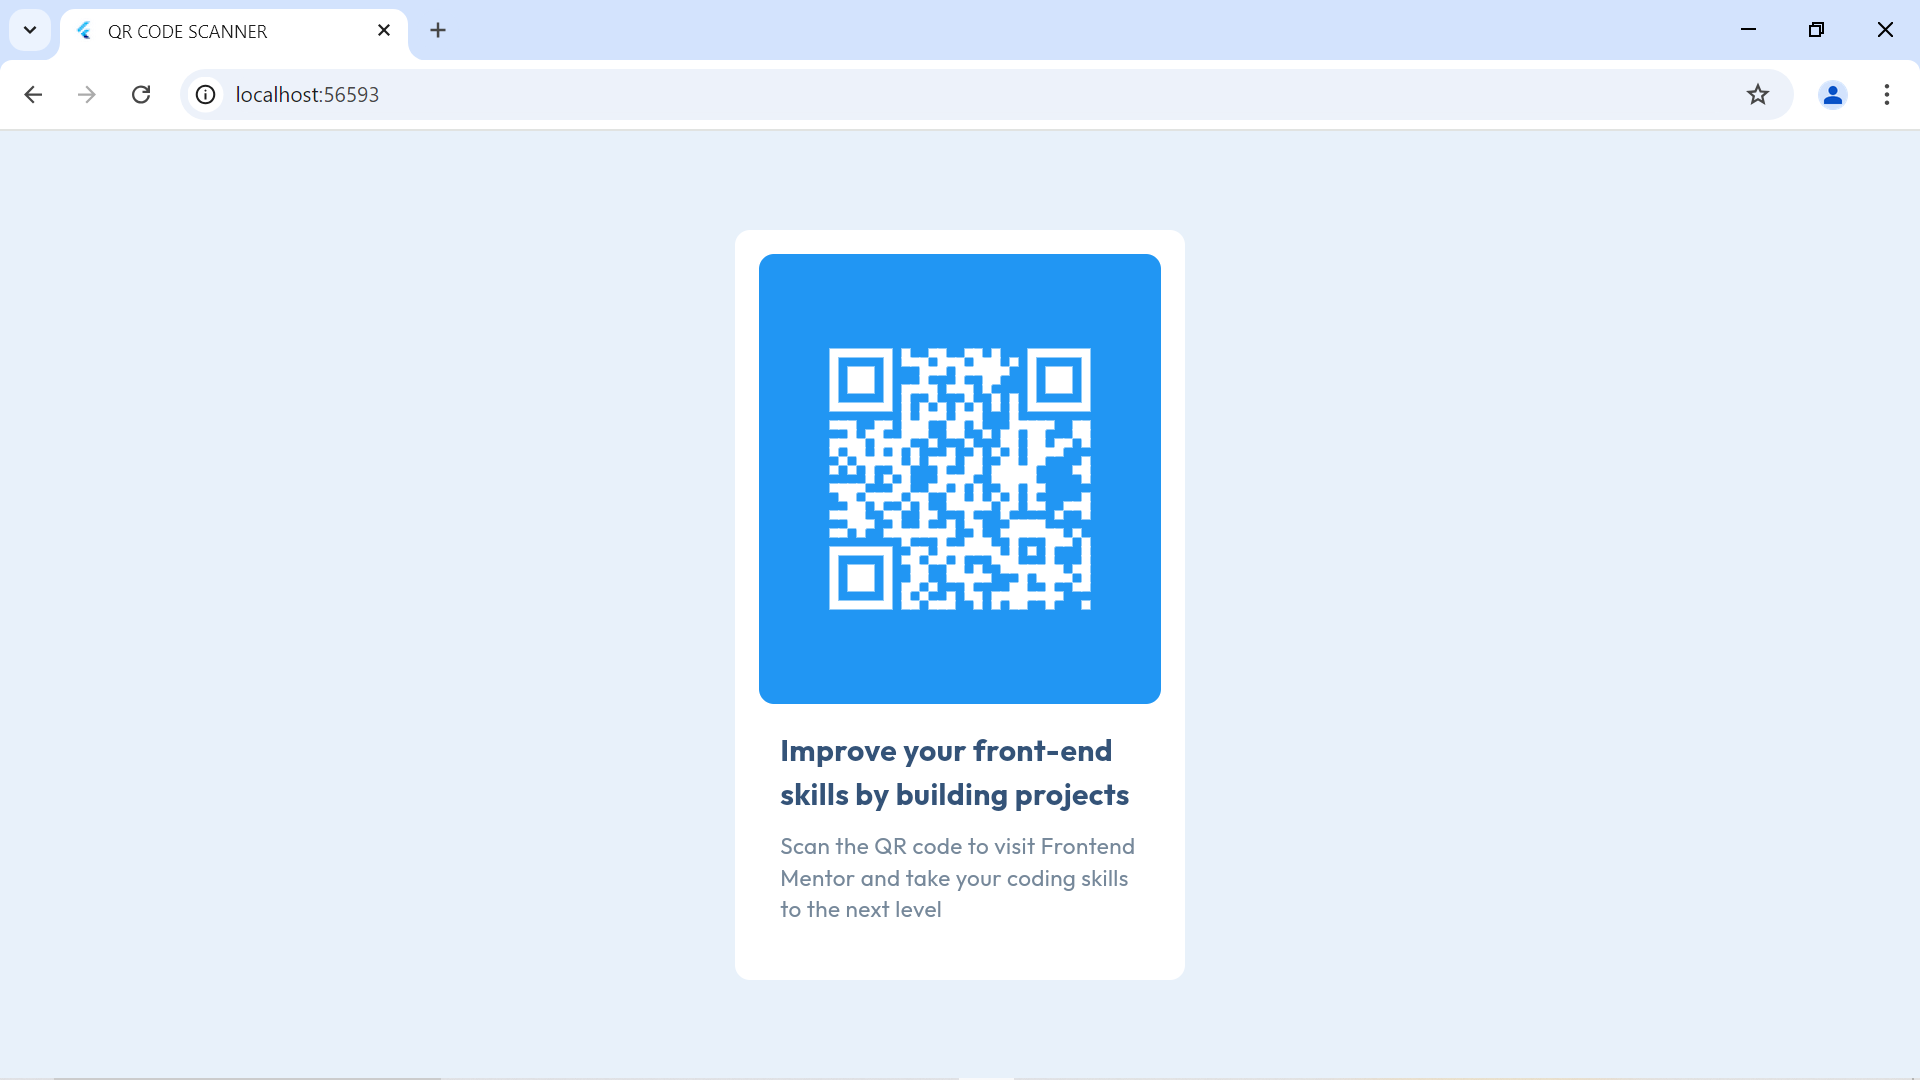 QR CODE SCANNER
localhost:56593
Improve your front-end
skills by building projects
Scan the QR code to visit Frontend
Mentor and take your coding skills
to the next level